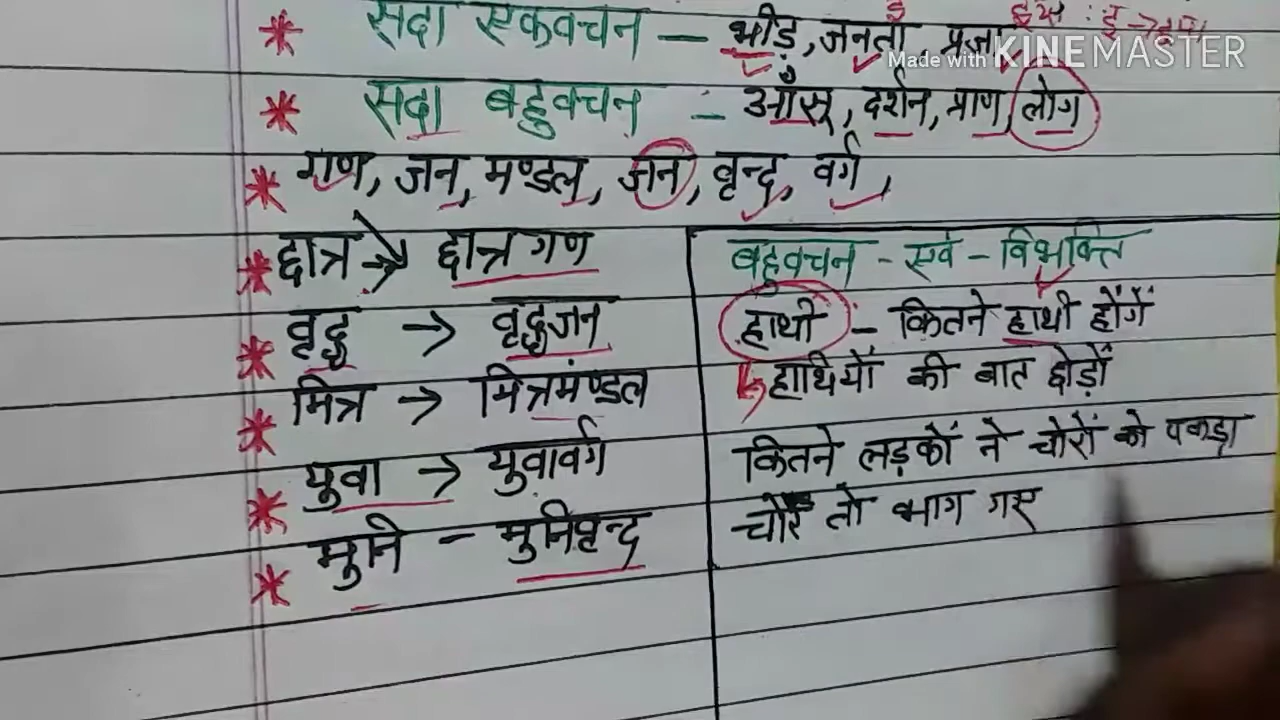 सदा एकवचन – भीड़, जनता, प्रजा
Made with KINEMASTER
सदा बहुवचन – आँसू, दर्शन, प्राण, लोग
गण, जन, मण्डल, जन, वृन्द, वर्ग,
छात्र → छात्रगण
वृद्ध → वृद्धजन
मित्र → मित्रमंण्डल
युवा → युवावर्ग
मुनि – मुनिवृन्द
बहुवचन - एवं - विभक्ति
हाथी – कितने हाथी होंगें
हाथियों की बात छोड़ों
कितने लड़कों ने चोरों को पकड़ा
चोर तो भाग गए